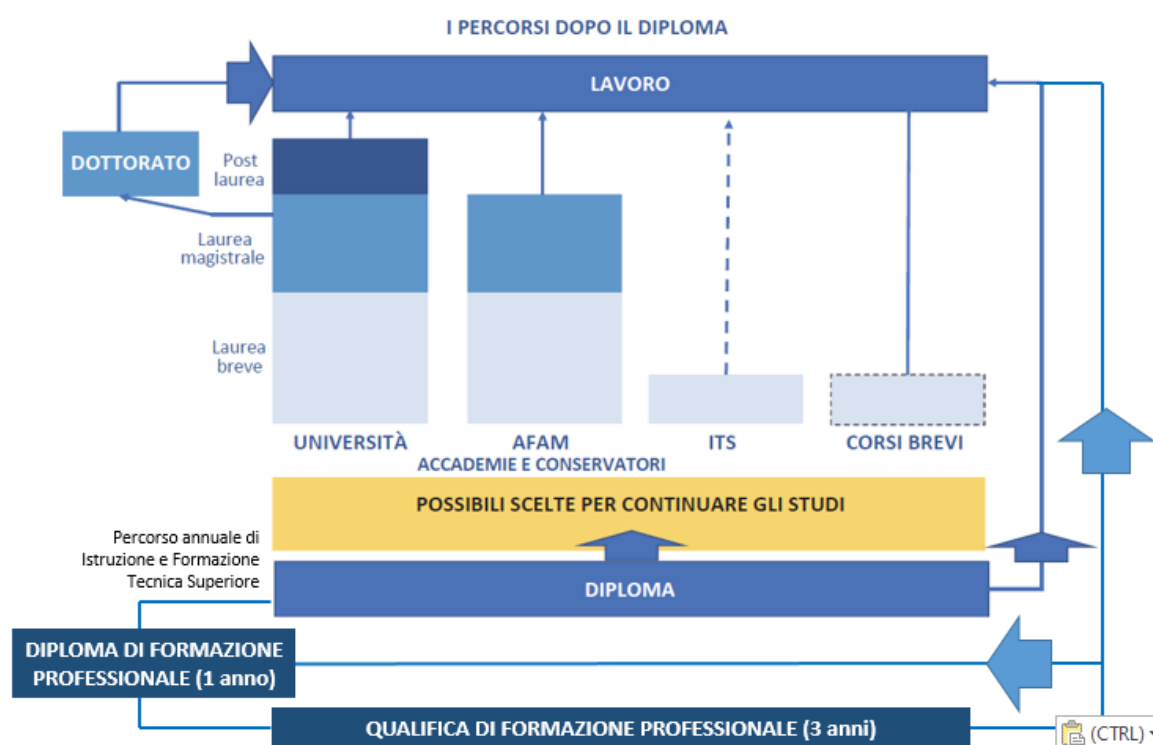 I PERCORSI DOPO IL DIPLOMA
LAVORO
DOTTORATO
Post
laurea
Laurea
magistrale
Laurea
breve
UNIVERSITÀ
AFAM
ITS
CORSI BREVI
ACCADEMIE E CONSERVATORI
POSSIBILI SCELTE PER CONTINUARE GLI STUDI
Percorso annuale di
Istruzione e Formazione
Tecnica Superiore
DIPLOMA
DIPLOMA DI FORMAZIONE
PROFESSIONALE (1 anno)
QUALIFICA DI FORMAZIONE PROFESSIONALE (3 anni)
(CTRL)